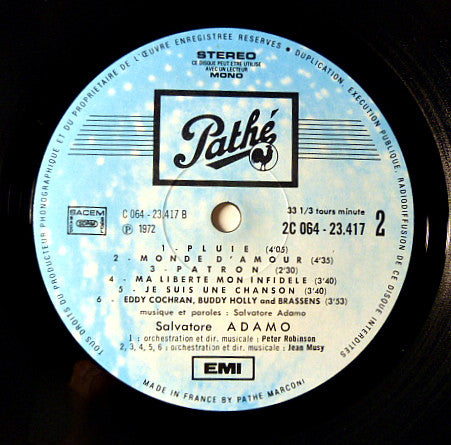 TOUS DROITS DU PRODUCTEUR PHONOGRAPHIQUE ET DU PROPRIETAIRE DE L'ŒUVRE ENREGISTREE RESERVES • DUPLICATION, EXECUTION PUBLIQUE, RADIODIFFUSION DE CE DISQUE INTERDITES
STEREO
CE DISQUE PEUT ETRE UTILISE
AVEC UN LECTEUR
MONO
Pathé
SACEM
SDRM
C 064 - 23.417 B
℗ 1972
33 1/3 tours minute
2C 064 - 23.417
2
1 - PLUIE (4'05)
2 - MONDE D'AMOUR (4'35)
3 - PATRON (2'30)
4 - MA LIBERTE MON INFIDELE (3'40)
5 - JE SUIS UNE CHANSON (3'40)
6 - EDDY COCHRAN, BUDDY HOLLY and BRASSENS (3'53)
musique et paroles : Salvatore Adamo
Salvatore ADAMO
1 : orchestration et dir. musicale : Peter Robinson
2, 3, 4, 5, 6 : orchestration et dir. musicale : Jean Musy
EMI
MADE IN FRANCE BY PATHE MARCONI